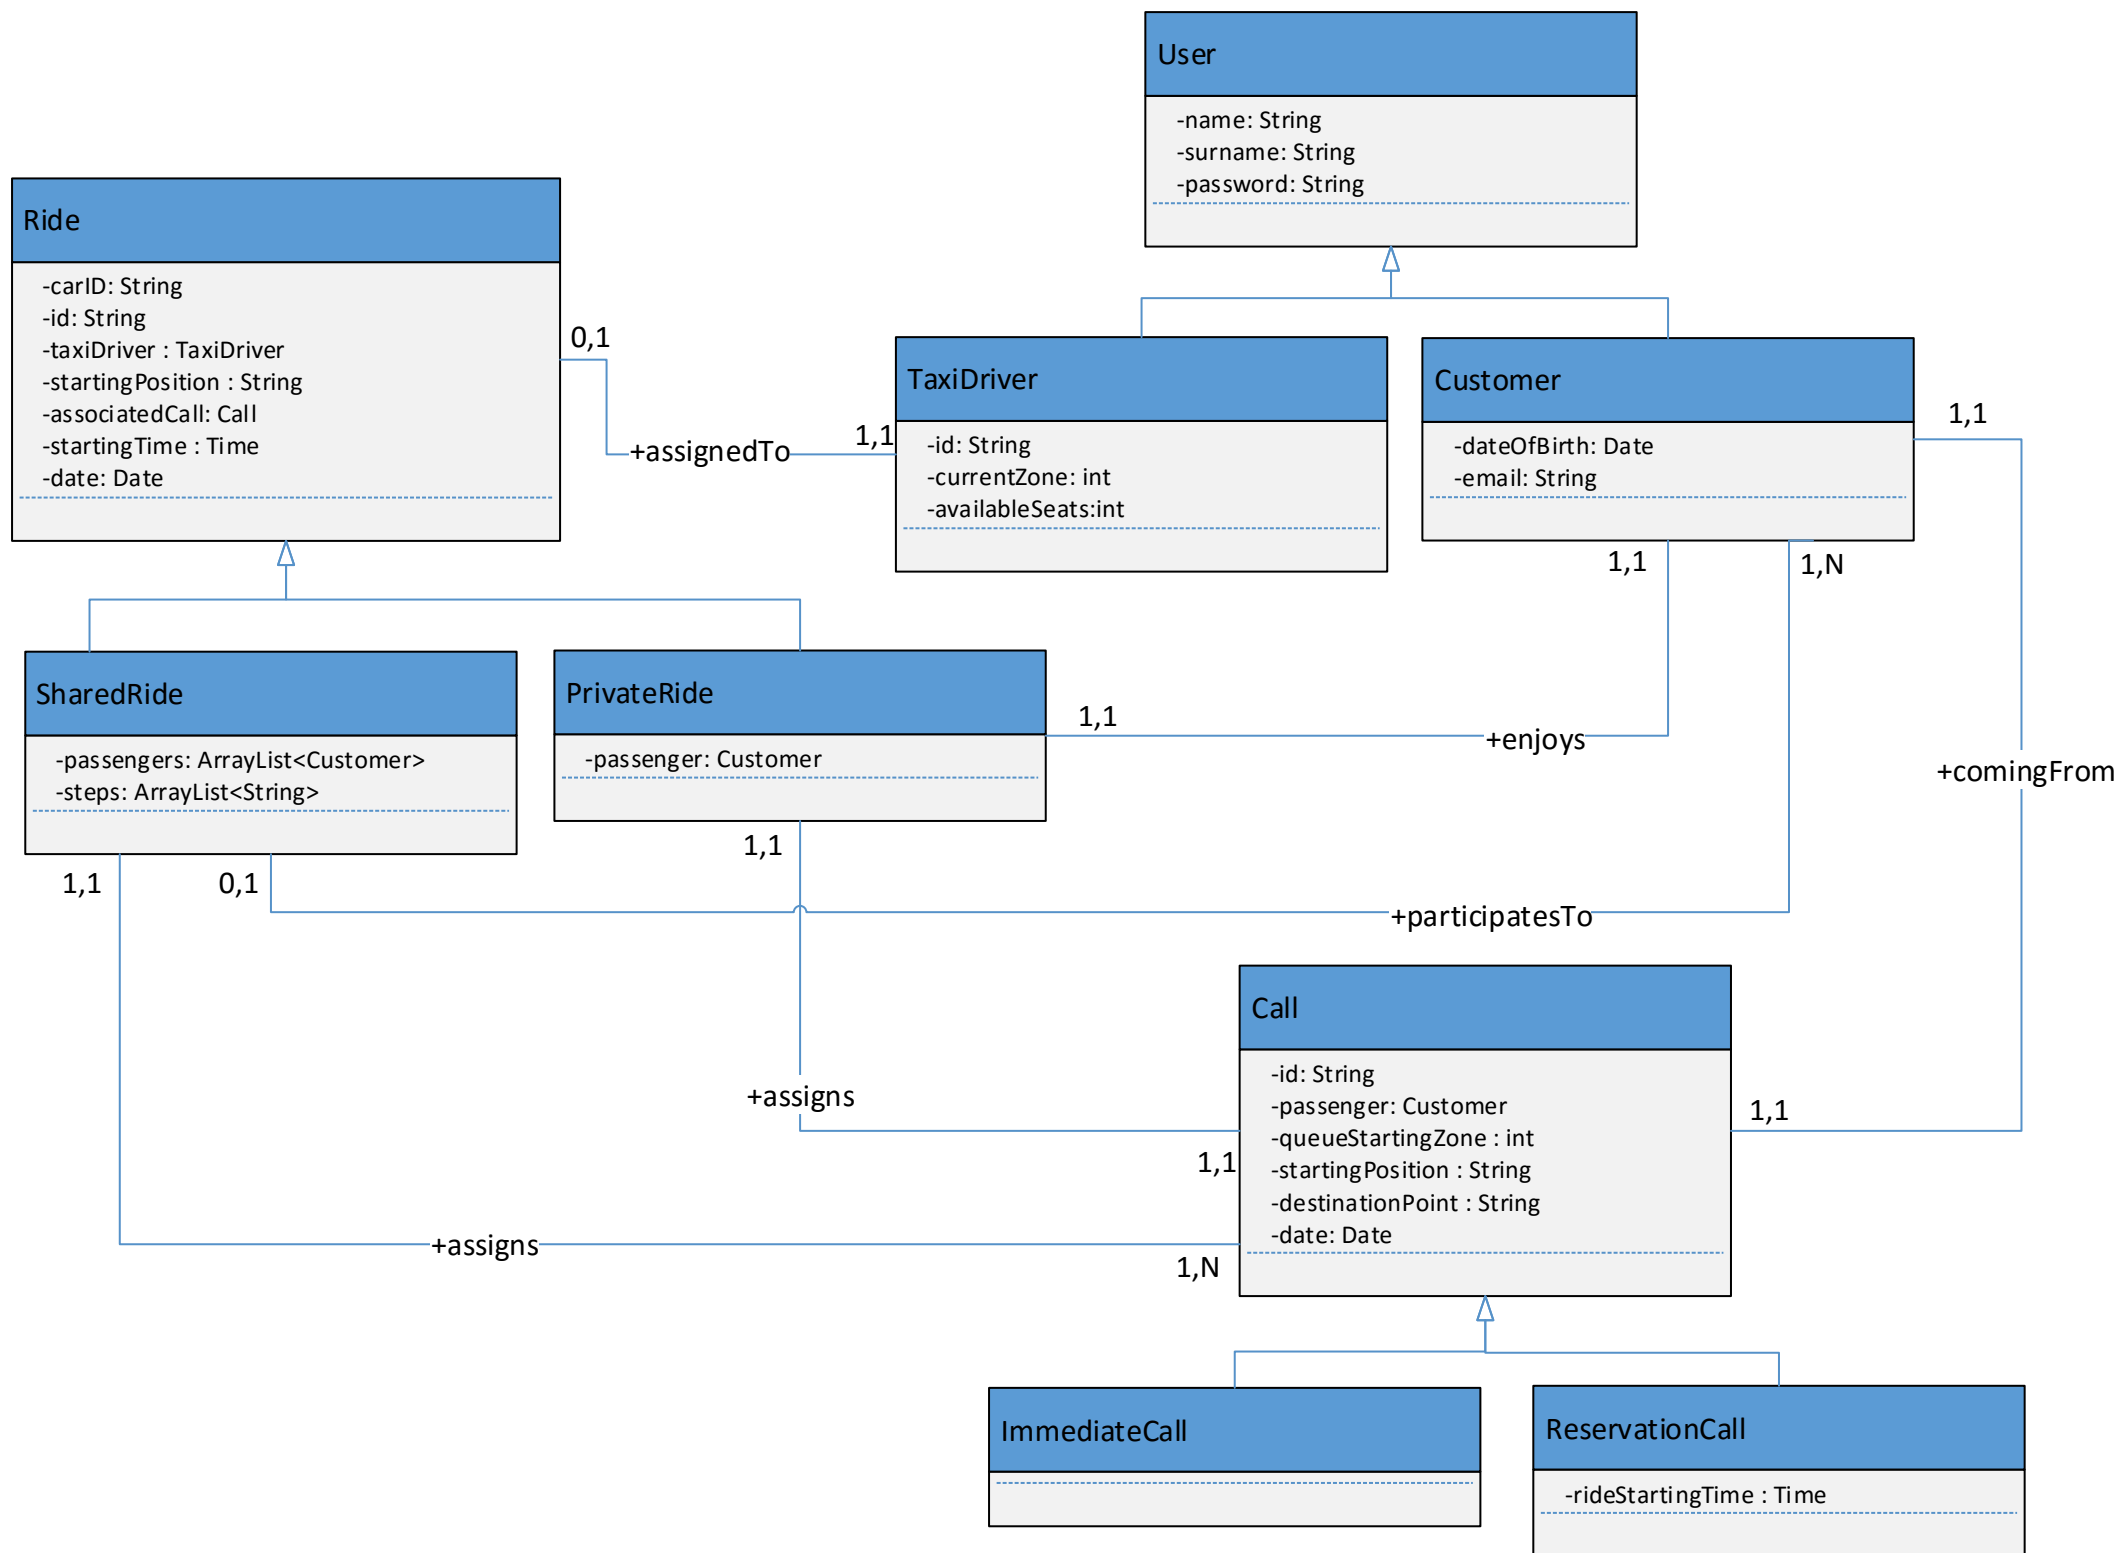 User
-name: String
-surname: String
-password: String
Ride
-carID: String
-id: String
-taxiDriver : TaxiDriver
-startingPosition : String
-associatedCall: Call
-startingTime : Time
-date: Date
0,1
+assignedTo
1,1
TaxiDriver
-id: String
-currentZone: int
-availableSeats:int
Customer
-dateOfBirth: Date
-email: String
1,1
1,1
1,N
SharedRide
-passengers: ArrayList<Customer>
-steps: ArrayList<String>
PrivateRide
-passenger: Customer
1,1
+enjoys
+comingFrom
1,1
0,1
1,1
+participatesTo
Call
-id: String
-passenger: Customer
-queueStartingZone : int
-startingPosition : String
-destinationPoint : String
-date: Date
+assigns
1,1
1,1
+assigns
1,N
ImmediateCall
ReservationCall
-rideStartingTime : Time